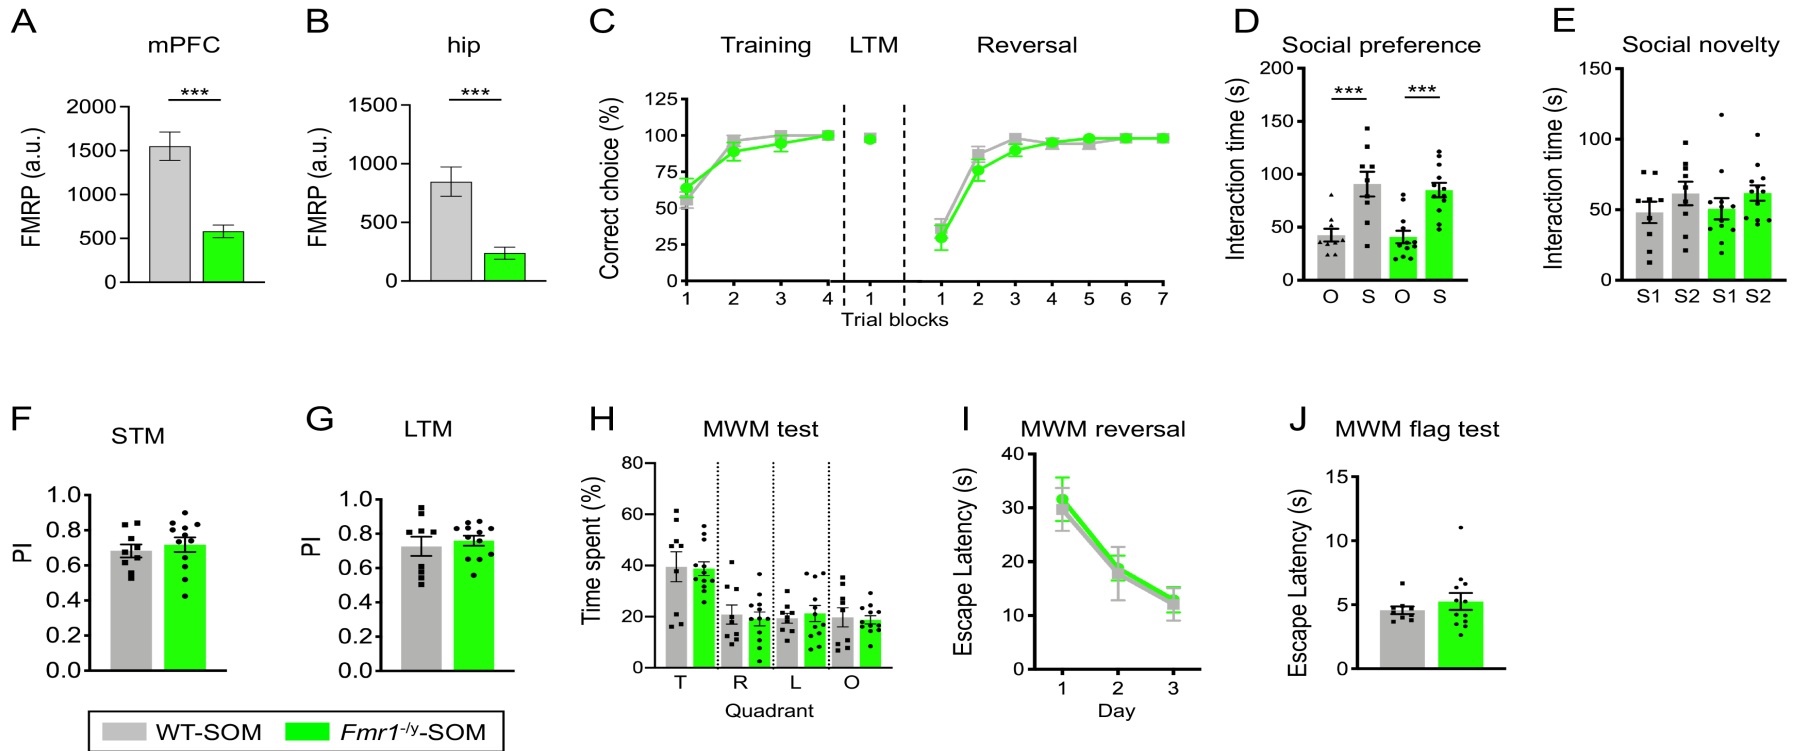 A
mPFC
***
FMRP (a.u.)
2000
1500
1000
500
0
B
hip
***
FMRP (a.u.)
1500
1000
500
0
C
Training
LTM
Reversal
Correct choice (%)
125
100
75
50
25
0
1 2 3 4 1 1 2 3 4 5 6 7
Trial blocks
D
Social preference
*** ***
Interaction time (s)
200
150
100
50
0
O S O S
E
Social novelty
Interaction time (s)
150
100
50
0
S1 S2 S1 S2
F
STM
PI
1.0
0.8
0.6
0.4
0.2
0.0
G
LTM
PI
1.0
0.8
0.6
0.4
0.2
0.0
H
MWM test
Time spent (%)
80
60
40
20
0
T R L O
Quadrant
I
MWM reversal
Escape Latency (s)
40
30
20
10
0
1 2 3
Day
J
MWM flag test
Escape Latency (s)
15
10
5
0
WT-SOM Fmr1-/y-SOM